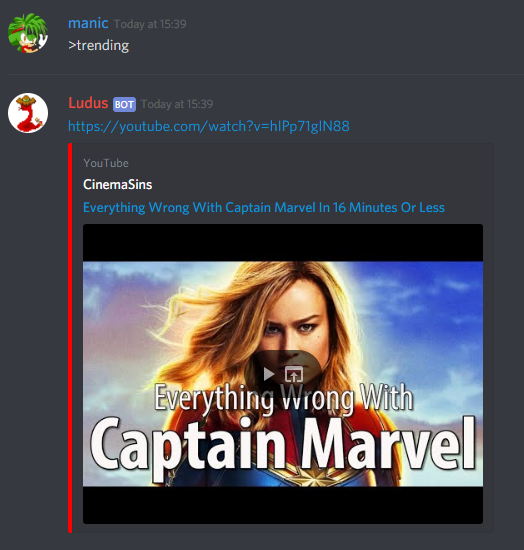 manic Today at 15:39
>trending
Ludus BOT Today at 15:39
https://youtube.com/watch?v=hIPp71gIN88
YouTube
CinemaSins
Everything Wrong With Captain Marvel In 16 Minutes Or Less
Everything Wrong With
Captain Marvel